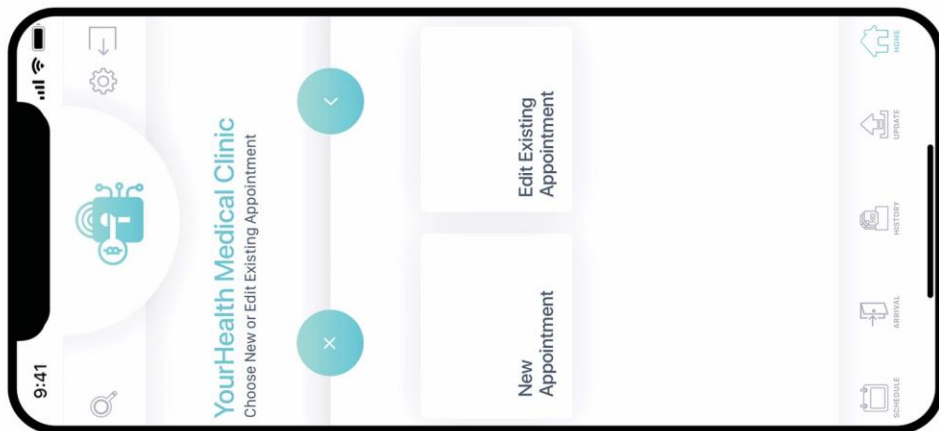 9:41
YourHealth Medical Clinic
Choose New or Edit Existing Appointment
New
Appointment
Edit Existing
Appointment
SCHEDULE
ARRIVAL
HISTORY
UPDATE
HOME